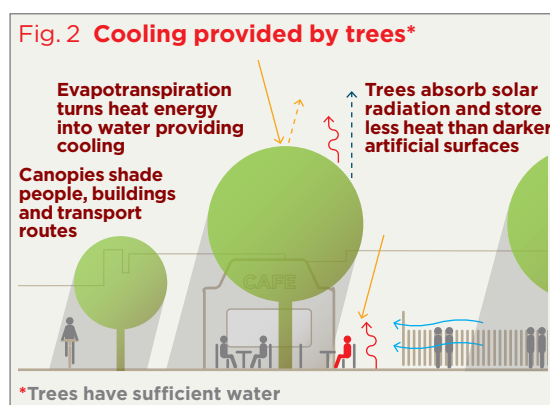 Fig. 2 Cooling provided by trees*
Evapotranspiration
turns heat energy
into water providing
cooling
Trees absorb solar
radiation and store
less heat than darker
artificial surfaces
Canopies shade
people, buildings
and transport
routes
CAFE
*Trees have sufficient water